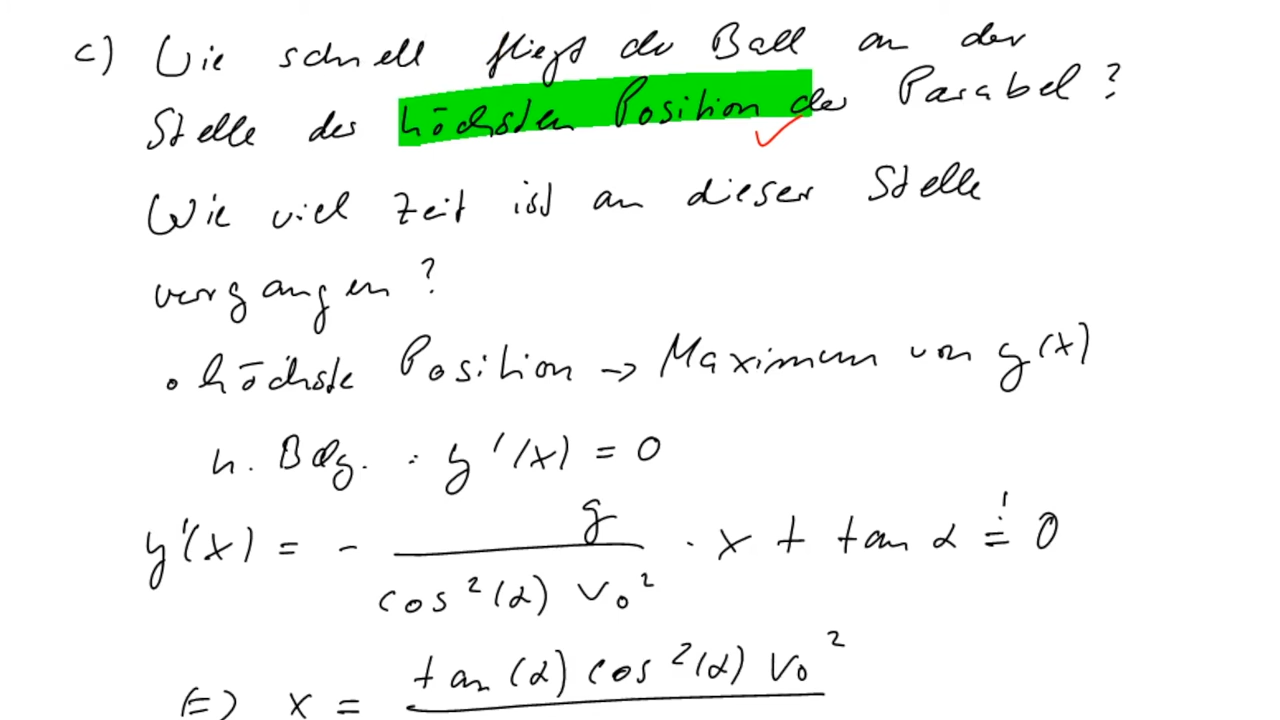 c) Wie schnell fliegt der Ball an der
Stelle der höchsten Position der Parabel?
Wie viel Zeit ist an dieser Stelle
vergangen?
• höchste Position → Maximum von y(x)
n. Bdg. : y'(x) = 0
y'(x) = - g / (cos²(α) v₀²) · x + tan α =! 0
⇔ x = tan(α) cos²(α) v₀²